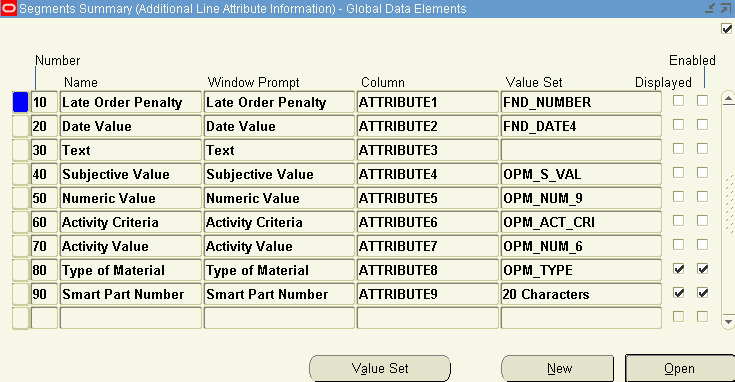 Segments Summary (Additional Line Attribute Information) - Global Data Elements
Number Enabled
Name Window Prompt Column Value Set Displayed
10 Late Order Penalty Late Order Penalty ATTRIBUTE1 FND_NUMBER
20 Date Value Date Value ATTRIBUTE2 FND_DATE4
30 Text Text ATTRIBUTE3
40 Subjective Value Subjective Value ATTRIBUTE4 OPM_S_VAL
50 Numeric Value Numeric Value ATTRIBUTE5 OPM_NUM_9
60 Activity Criteria Activity Criteria ATTRIBUTE6 OPM_ACT_CRI
70 Activity Value Activity Value ATTRIBUTE7 OPM_NUM_6
80 Type of Material Type of Material ATTRIBUTE8 OPM_TYPE
90 Smart Part Number Smart Part Number ATTRIBUTE9 20 Characters
Value Set New Open